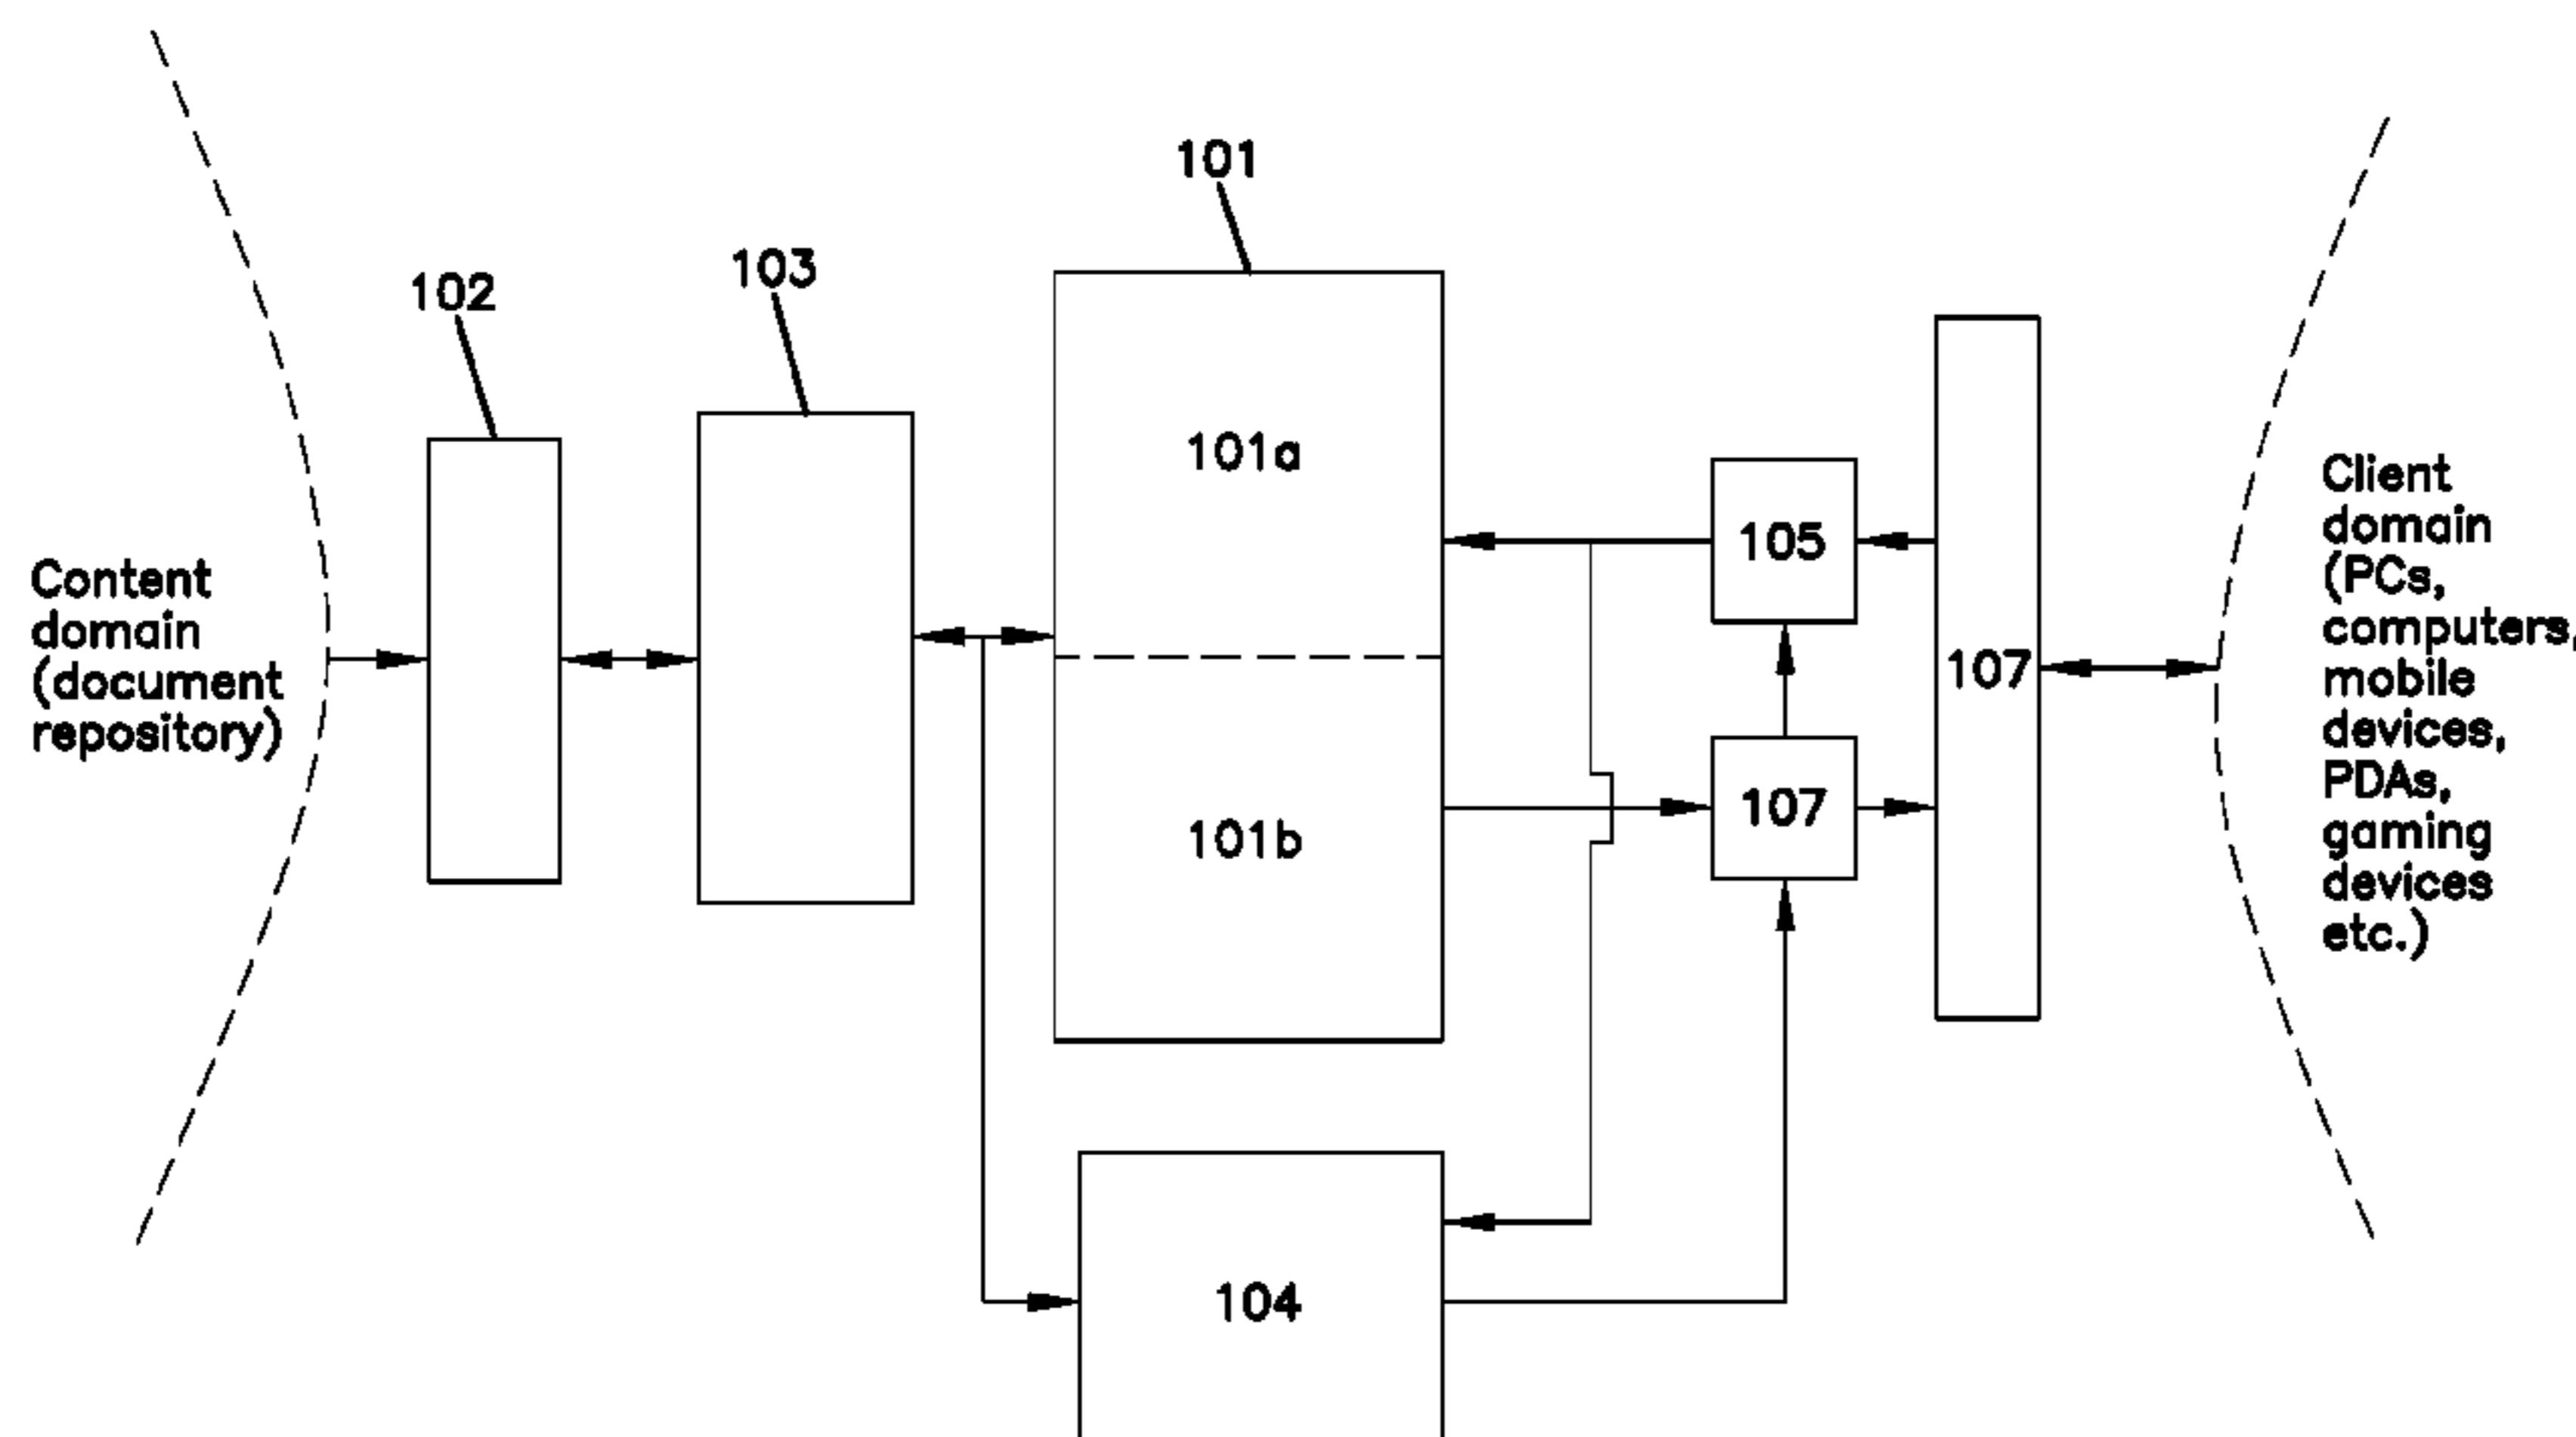 101
103
102
101a
101b
105
107
107
104
Content
domain
(document
repository)
Client
domain
(PCs,
computers,
mobile
devices,
PDAs,
gaming
devices
etc.)